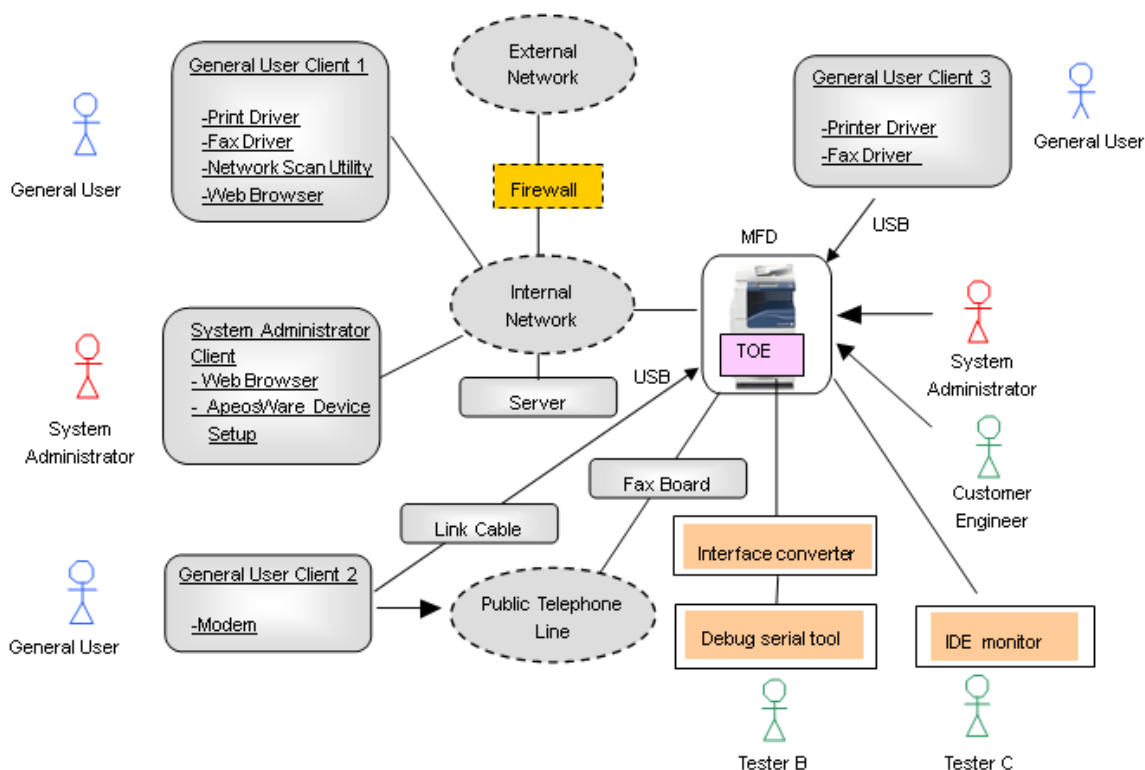 External
Network
General User Client 1
-Print Driver
-Fax Driver
-Network Scan Utility
-Web Browser
General User
Firewall
General User Client 3
-Printer Driver
-Fax Driver
General User
USB
MFD
TOE
Internal
Network
System Administrator
Client
- Web Browser
- ApeosWare Device
Setup
System
Administrator
Server
USB
System
Administrator
Customer
Engineer
Fax Board
Link Cable
General User Client 2
-Modem
General User
Public Telephone
Line
Interface converter
Debug serial tool
IDE monitor
Tester B
Tester C